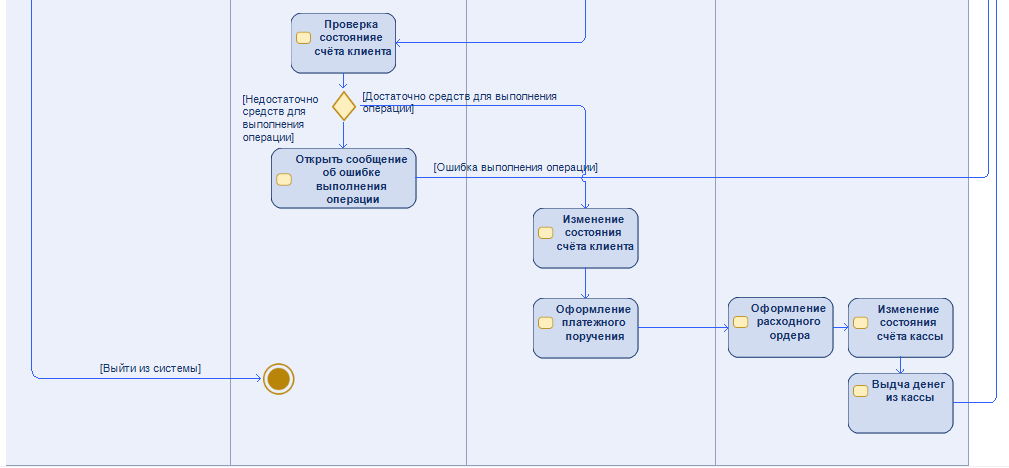 Проверка
состоянияе
счёта клиента
[Недостаточно
средств для
выполнения
операции]
[Достаточно средств для выполнения
операции]
Открыть сообщение
об ошибке
выполнения
операции
[Ошибка выполнения операции]
Изменение
состояния
счёта клиента
Оформление
платежного
поручения
Оформление
расходного
ордера
Изменение
состояния
счёта кассы
[Выйти из системы]
Выдча денег
из кассы